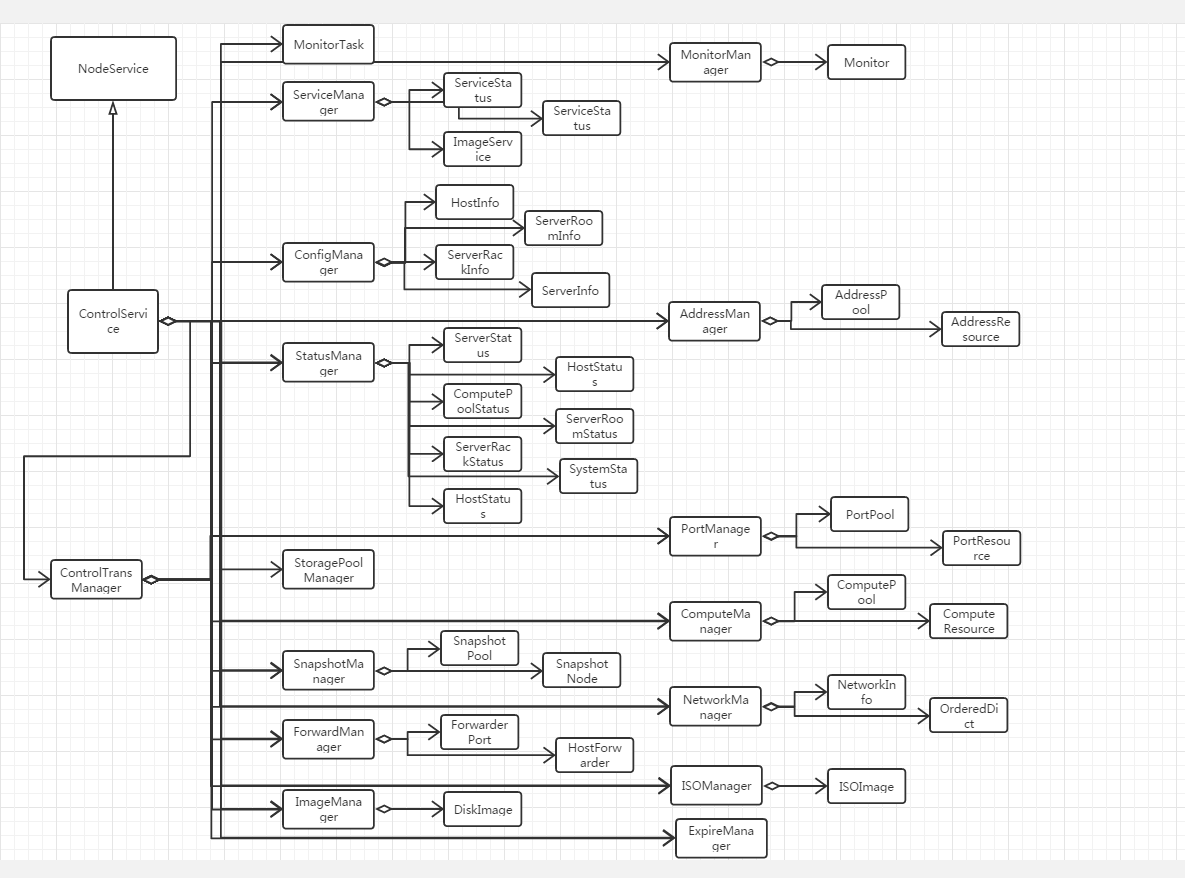 MonitorTask
NodeService
MonitorMan
ager
Monitor
ServiceMana
ger
ServiceSta
tus
ServiceSta
tus
ImageServ
ice
HostInfo
ServerRoo
mInfo
ConfigMana
ger
ServerRac
kInfo
ServerInfo
ControlServi
ce
AddressMan
ager
AddressP
ool
AddressRe
source
StatusMana
ger
ServerStat
us
HostStatu
s
ComputeP
oolStatus
ServerRoo
mStatus
ServerRac
kStatus
SystemSta
tus
HostStatu
s
PortManage
r
PortPool
PortResou
rce
ControlTrans
Manager
StoragePool
Manager
ComputeMa
nager
ComputeP
ool
Compute
Resource
SnapshotMa
nager
Snapshot
Pool
Snapshot
Node
NetworkMa
nager
NetworkIn
fo
OrderedDi
ct
ForwardMan
ager
Forwarder
Port
HostForw
arder
ISOManager
ISOImage
ImageMana
ger
DiskImage
ExpireMana
ger